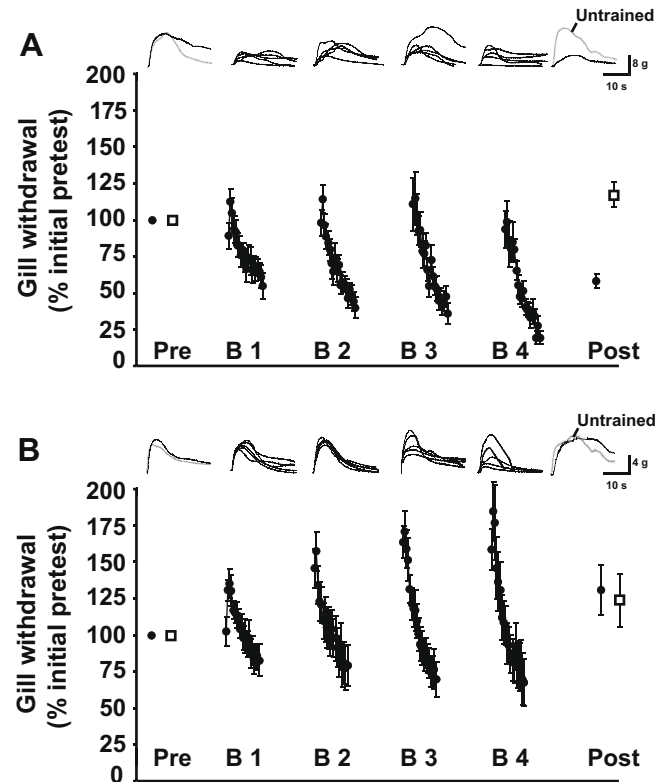 A
Untrained
8 g
10 s
Gill withdrawal
(% initial pretest)
200
175
150
125
100
75
50
25
0
Pre B 1 B 2 B 3 B 4 Post
B
Untrained
4 g
10 s
Gill withdrawal
(% initial pretest)
200
175
150
125
100
75
50
25
0
Pre B 1 B 2 B 3 B 4 Post